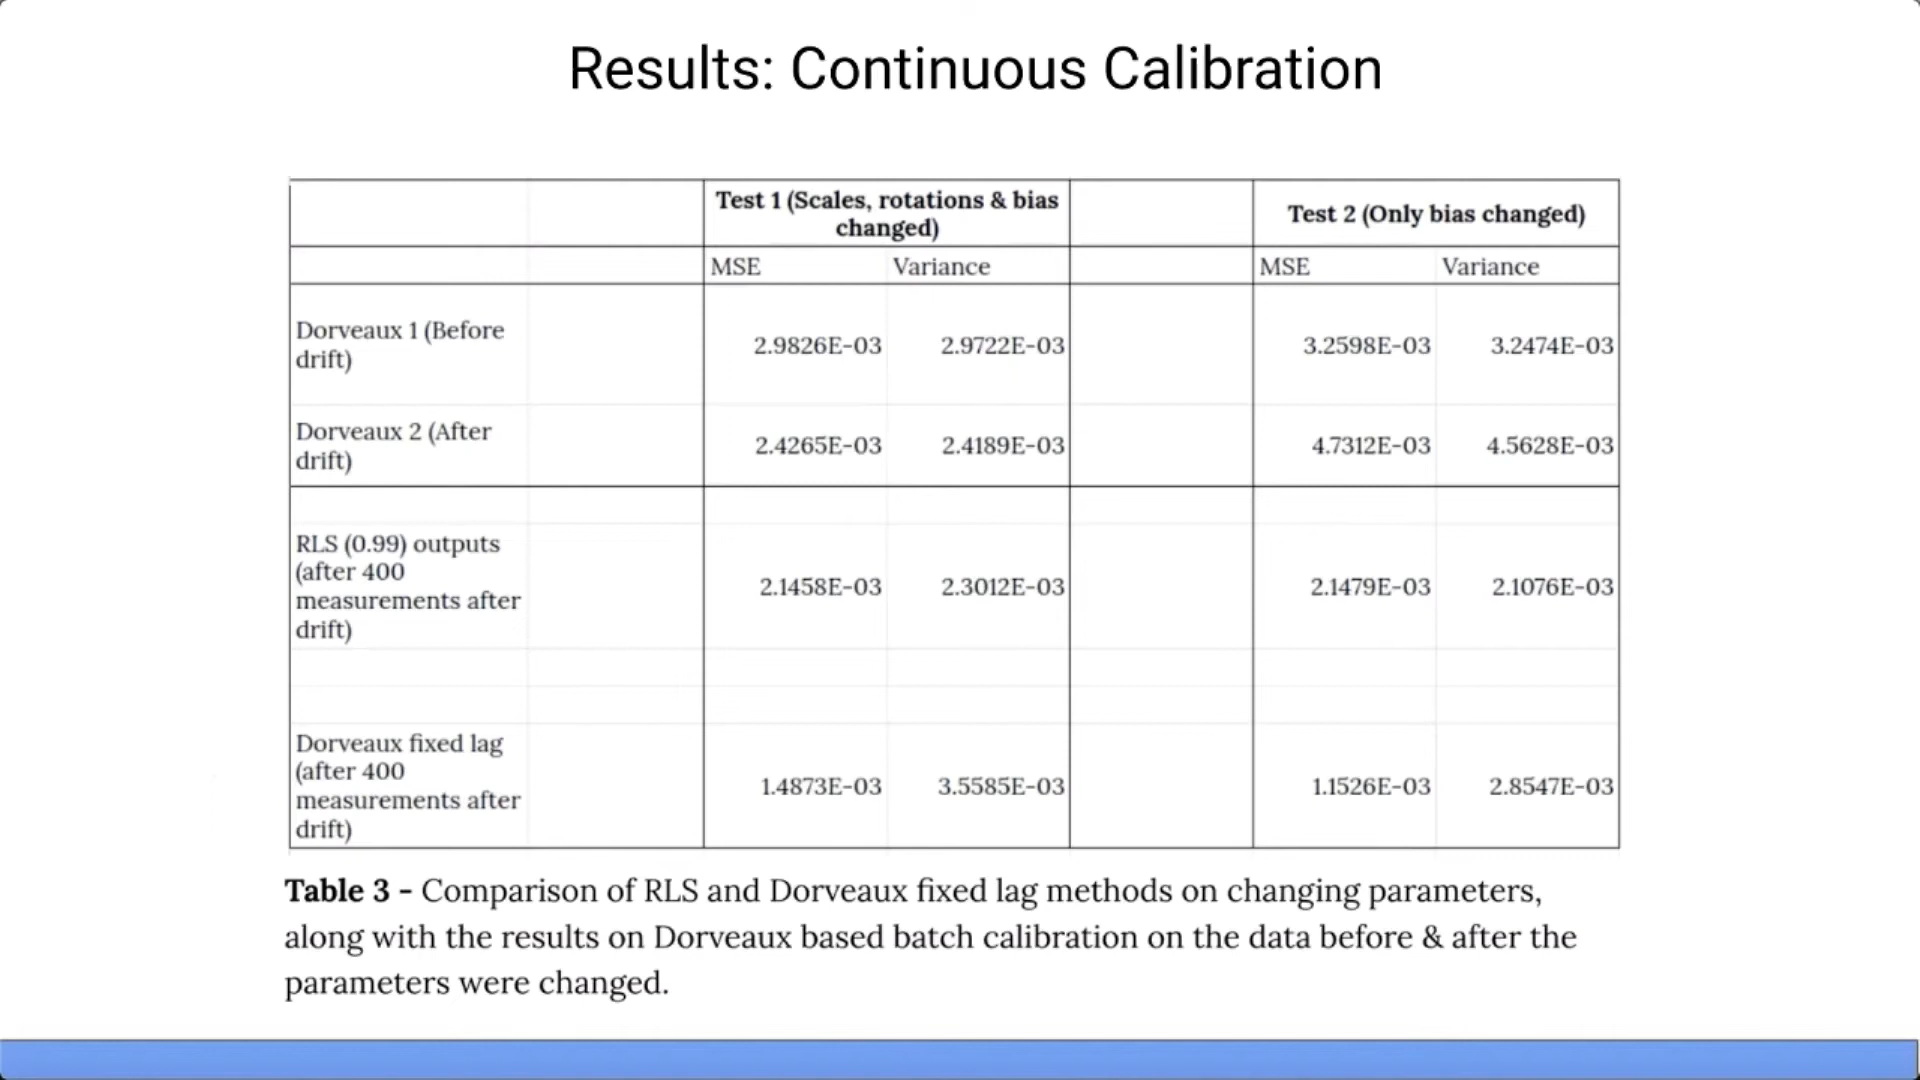 Results: Continuous Calibration
Test 1 (Scales, rotations & bias
changed)
Test 2 (Only bias changed)
MSE Variance MSE Variance
Dorveaux 1 (Before
drift)
2.9826E-03 2.9722E-03 3.2598E-03 3.2474E-03
Dorveaux 2 (After
drift)
2.4265E-03 2.4189E-03 4.7312E-03 4.5628E-03
RLS (0.99) outputs
(after 400
measurements after
drift)
2.1458E-03 2.3012E-03 2.1479E-03 2.1076E-03
Dorveaux fixed lag
(after 400
measurements after
drift)
1.4873E-03 3.5585E-03 1.1526E-03 2.8547E-03
Table 3 - Comparison of RLS and Dorveaux fixed lag methods on changing parameters,
along with the results on Dorveaux based batch calibration on the data before & after the
parameters were changed.